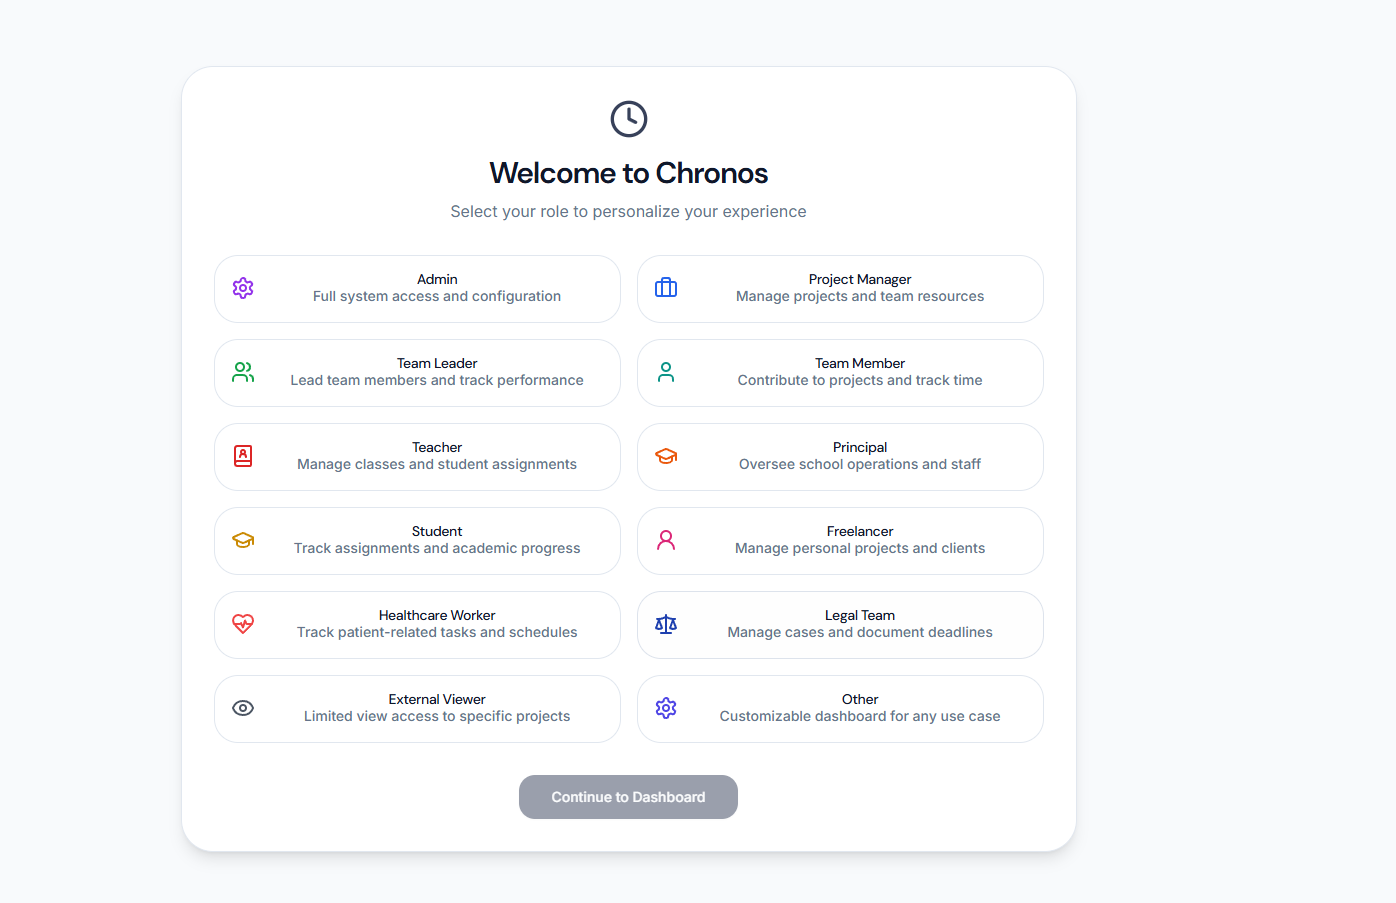 Welcome to Chronos
Select your role to personalize your experience
Admin
Full system access and configuration
Project Manager
Manage projects and team resources
Team Leader
Lead team members and track performance
Team Member
Contribute to projects and track time
Teacher
Manage classes and student assignments
Principal
Oversee school operations and staff
Student
Track assignments and academic progress
Freelancer
Manage personal projects and clients
Healthcare Worker
Track patient-related tasks and schedules
Legal Team
Manage cases and document deadlines
External Viewer
Limited view access to specific projects
Other
Customizable dashboard for any use case
Continue to Dashboard